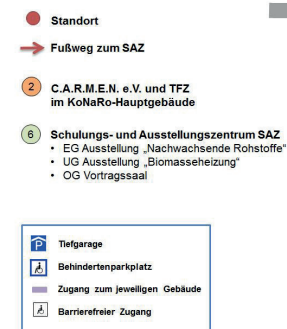 Standort
Fußweg zum SAZ
2 C.A.R.M.E.N. e.V. und TFZ
im KoNaRo-Hauptgebäude
6 Schulungs- und Ausstellungszentrum SAZ
• EG Ausstellung „Nachwachsende Rohstoffe“
• UG Ausstellung „Biomasseheizung“
• OG Vortragssaal
P Tiefgarage
Behindertenparkplatz
Zugang zum jeweiligen Gebäude
Barrierefreier Zugang